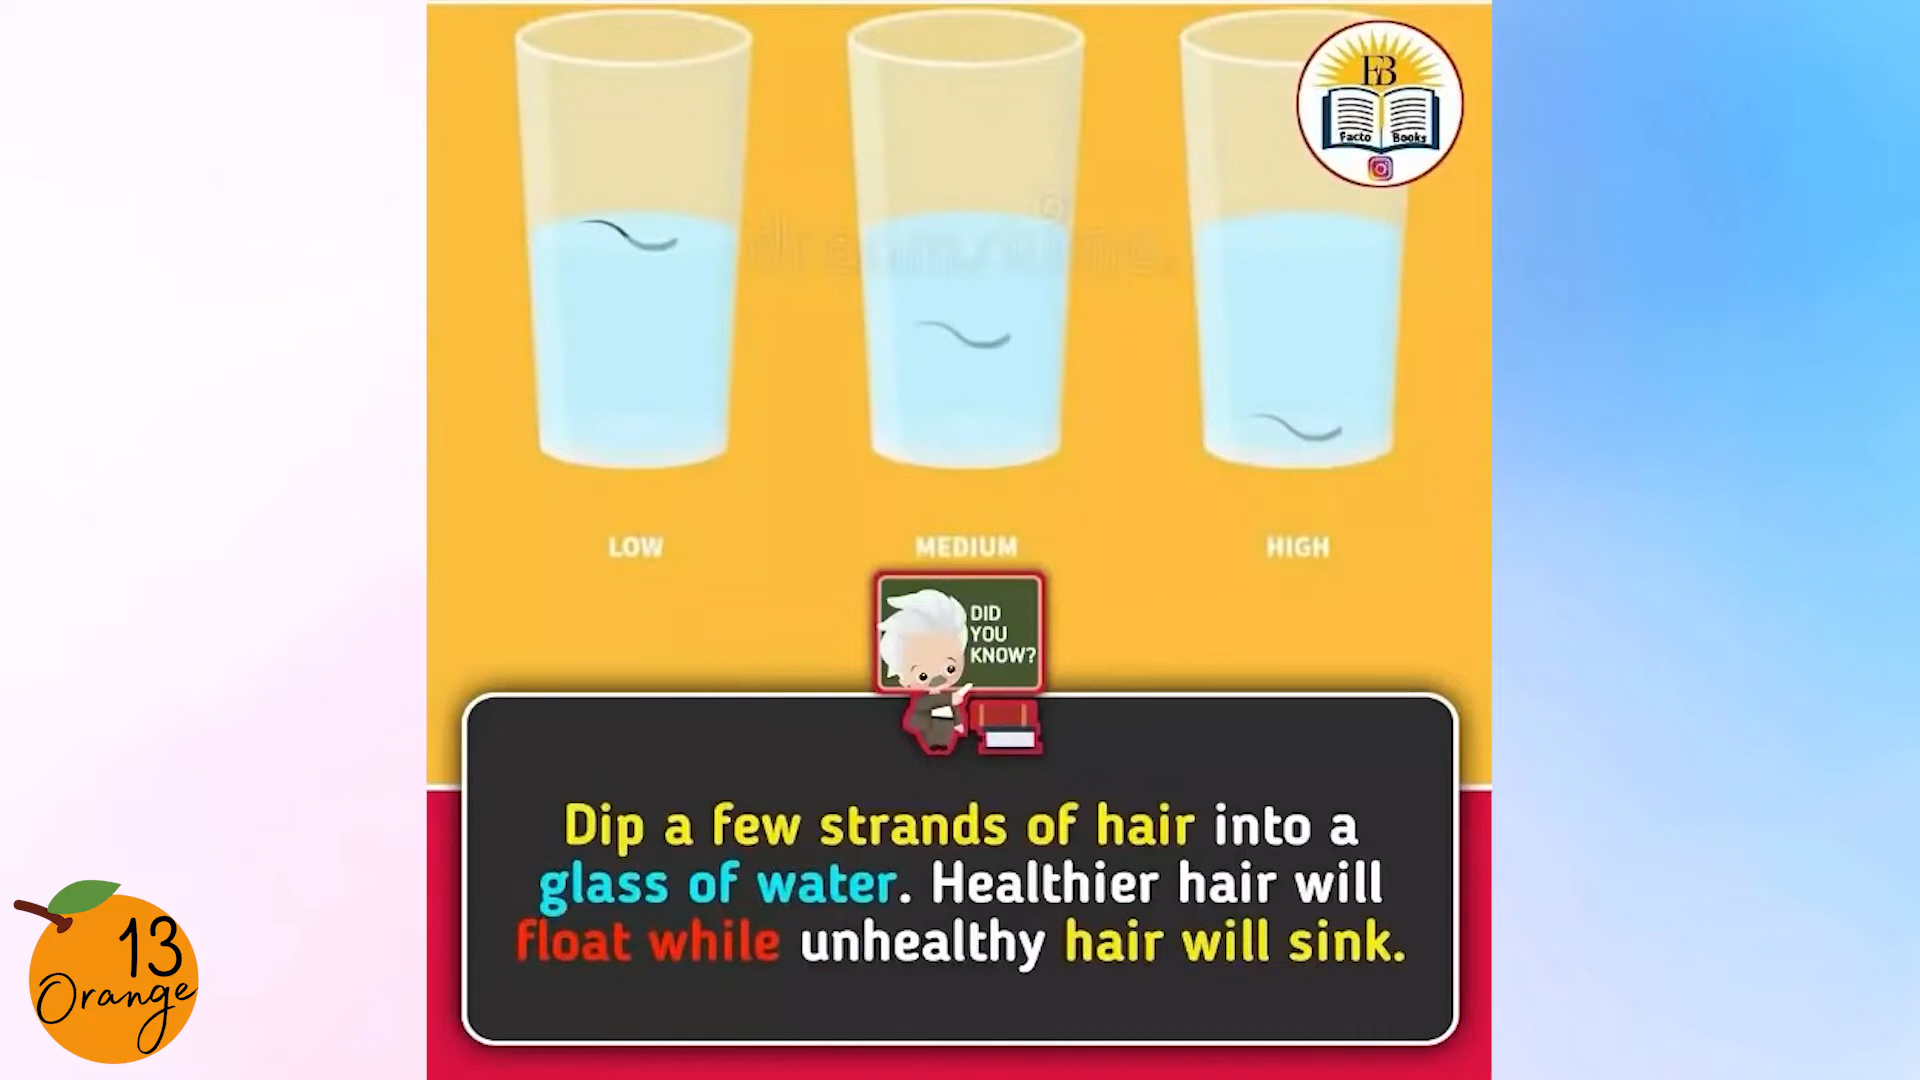 FB
Facto Books
dreamstime.
LOW MEDIUM HIGH
DID
YOU
KNOW?
Dip a few strands of hair into a
glass of water. Healthier hair will
float while unhealthy hair will sink.
13
Orange